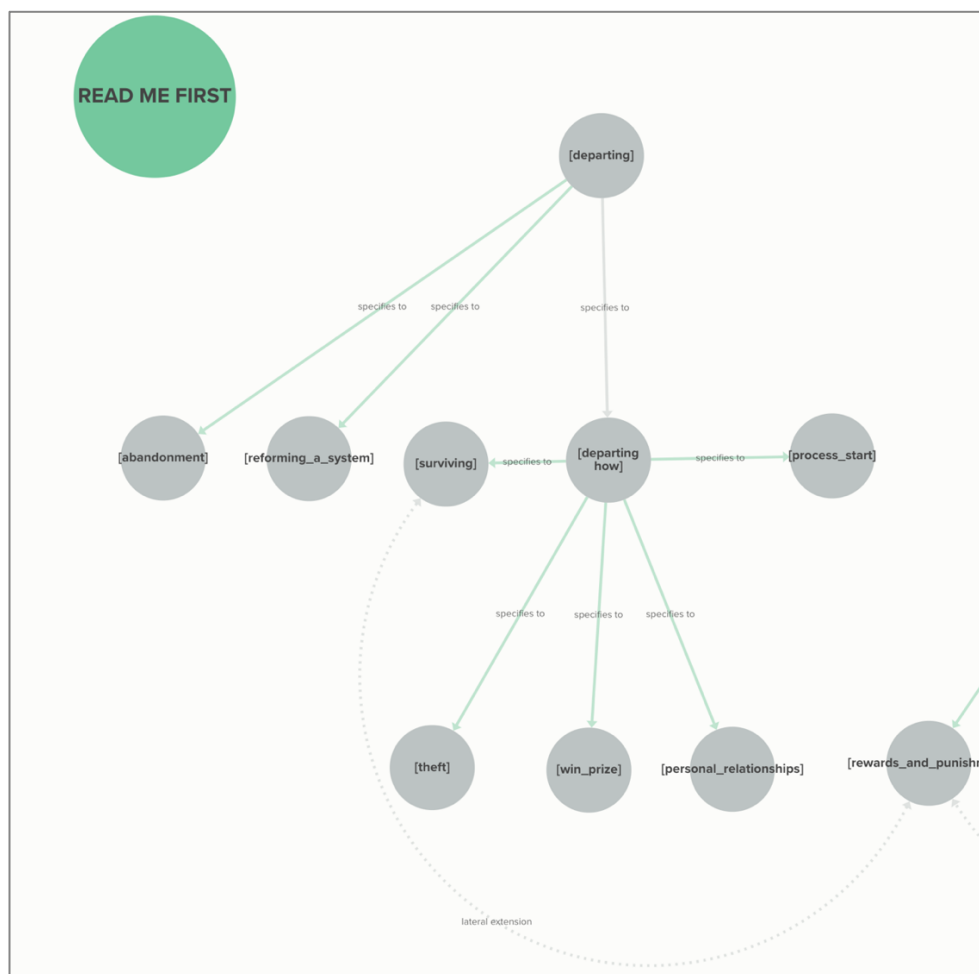 READ ME FIRST
[departing]
specifies to
specifies to
specifies to
[abandonment]
[reforming_a_system]
[surviving]
specifies to
[departing
how]
specifies to
[process_start]
specifies to
specifies to
specifies to
[theft]
[win_prize]
[personal_relationships]
[rewards_and_punish
lateral extension